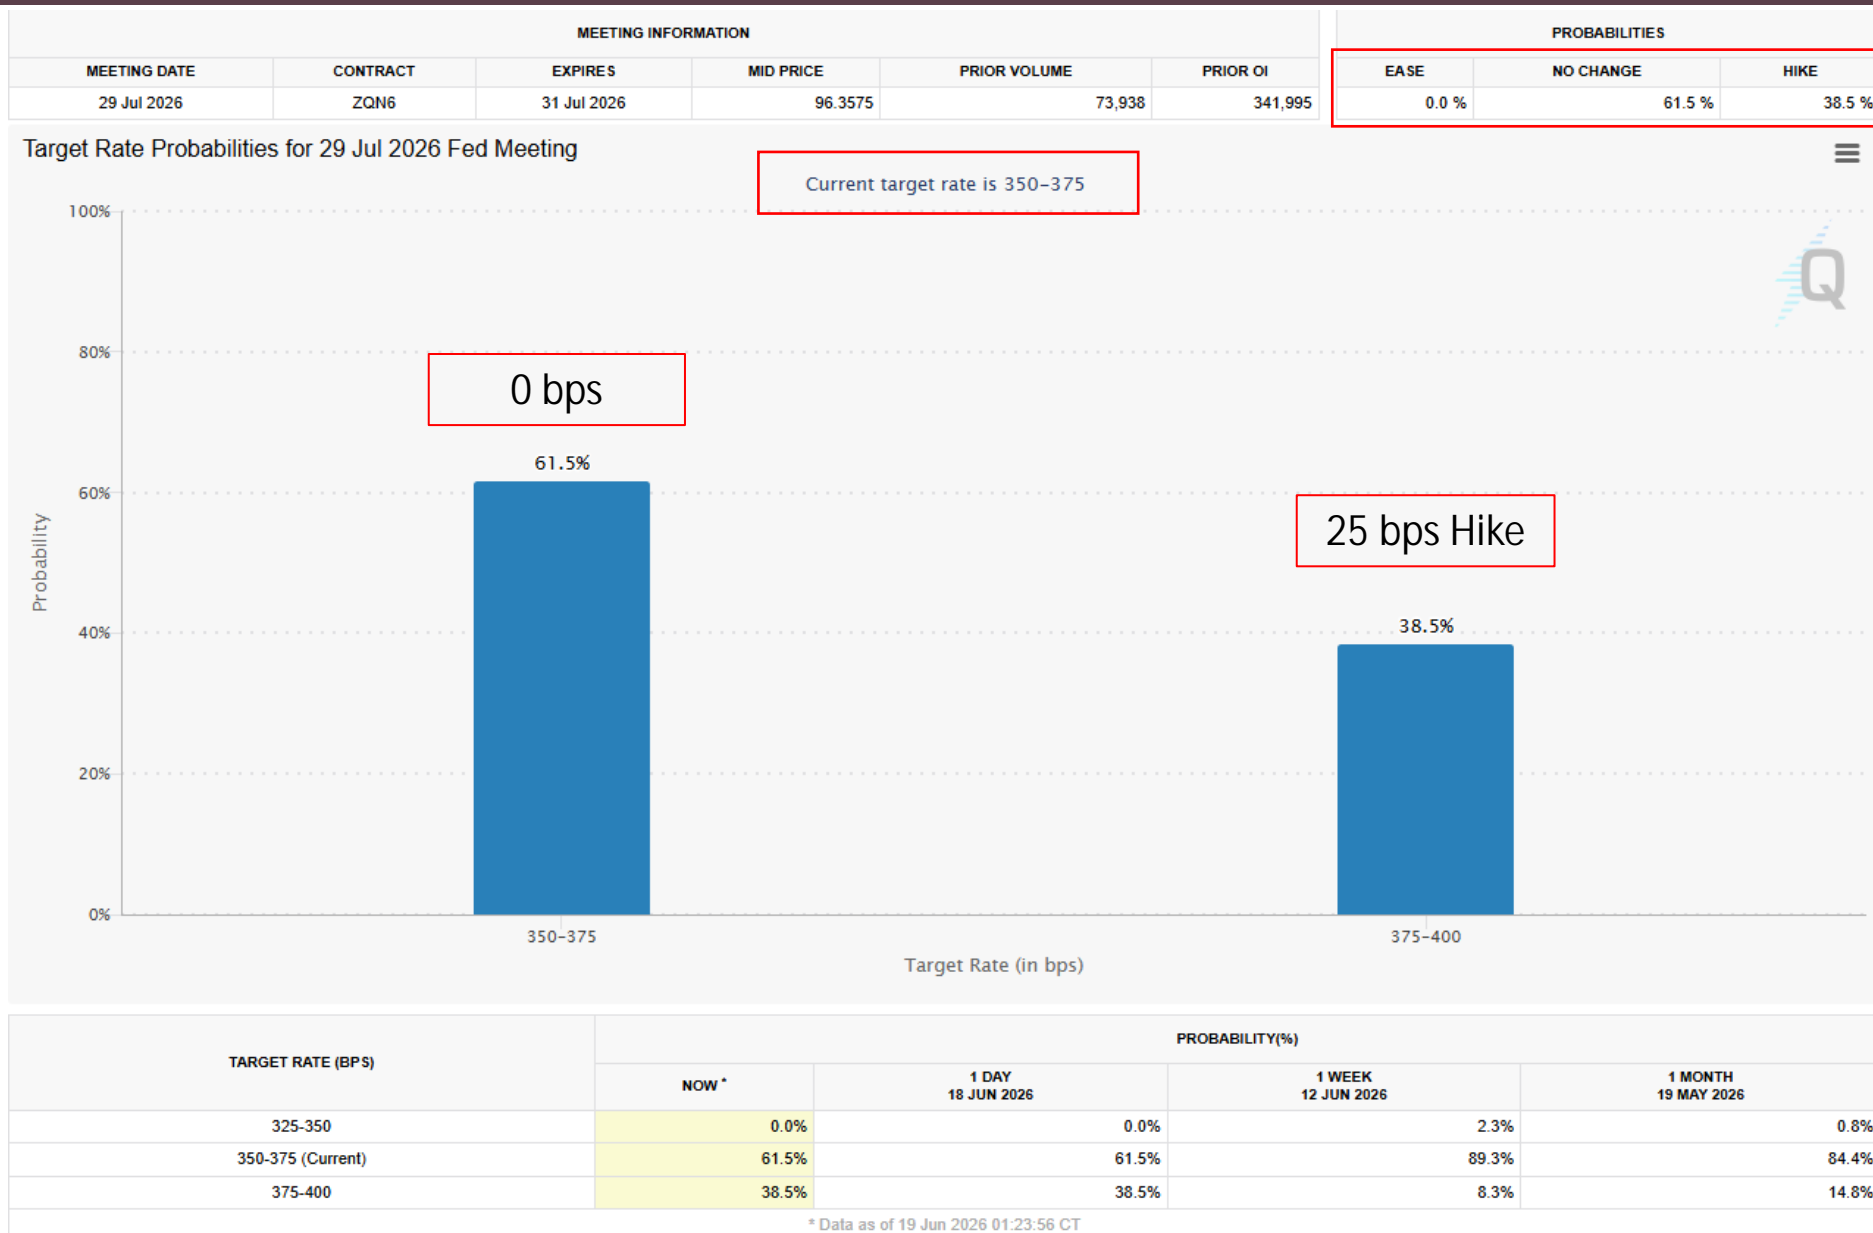 MEETING INFORMATION
MEETING DATE CONTRACT EXPIRES MID PRICE PRIOR VOLUME PRIOR OI
29 Jul 2026 ZQN6 31 Jul 2026 96.3575 73,938 341,995
PROBABILITIES
EASE NO CHANGE HIKE
0.0 % 61.5 % 38.5 %
Target Rate Probabilities for 29 Jul 2026 Fed Meeting
Current target rate is 350-375
Q
100%
80%
60%
40%
20%
0%
Probability
0 bps
61.5%
25 bps Hike
38.5%
350-375 375-400
Target Rate (in bps)
TARGET RATE (BPS) PROBABILITY(%)
NOW * 1 DAY 18 JUN 2026 1 WEEK 12 JUN 2026 1 MONTH 19 MAY 2026
325-350 0.0% 0.0% 2.3% 0.8%
350-375 (Current) 61.5% 61.5% 89.3% 84.4%
375-400 38.5% 38.5% 8.3% 14.8%
* Data as of 19 Jun 2026 01:23:56 CT